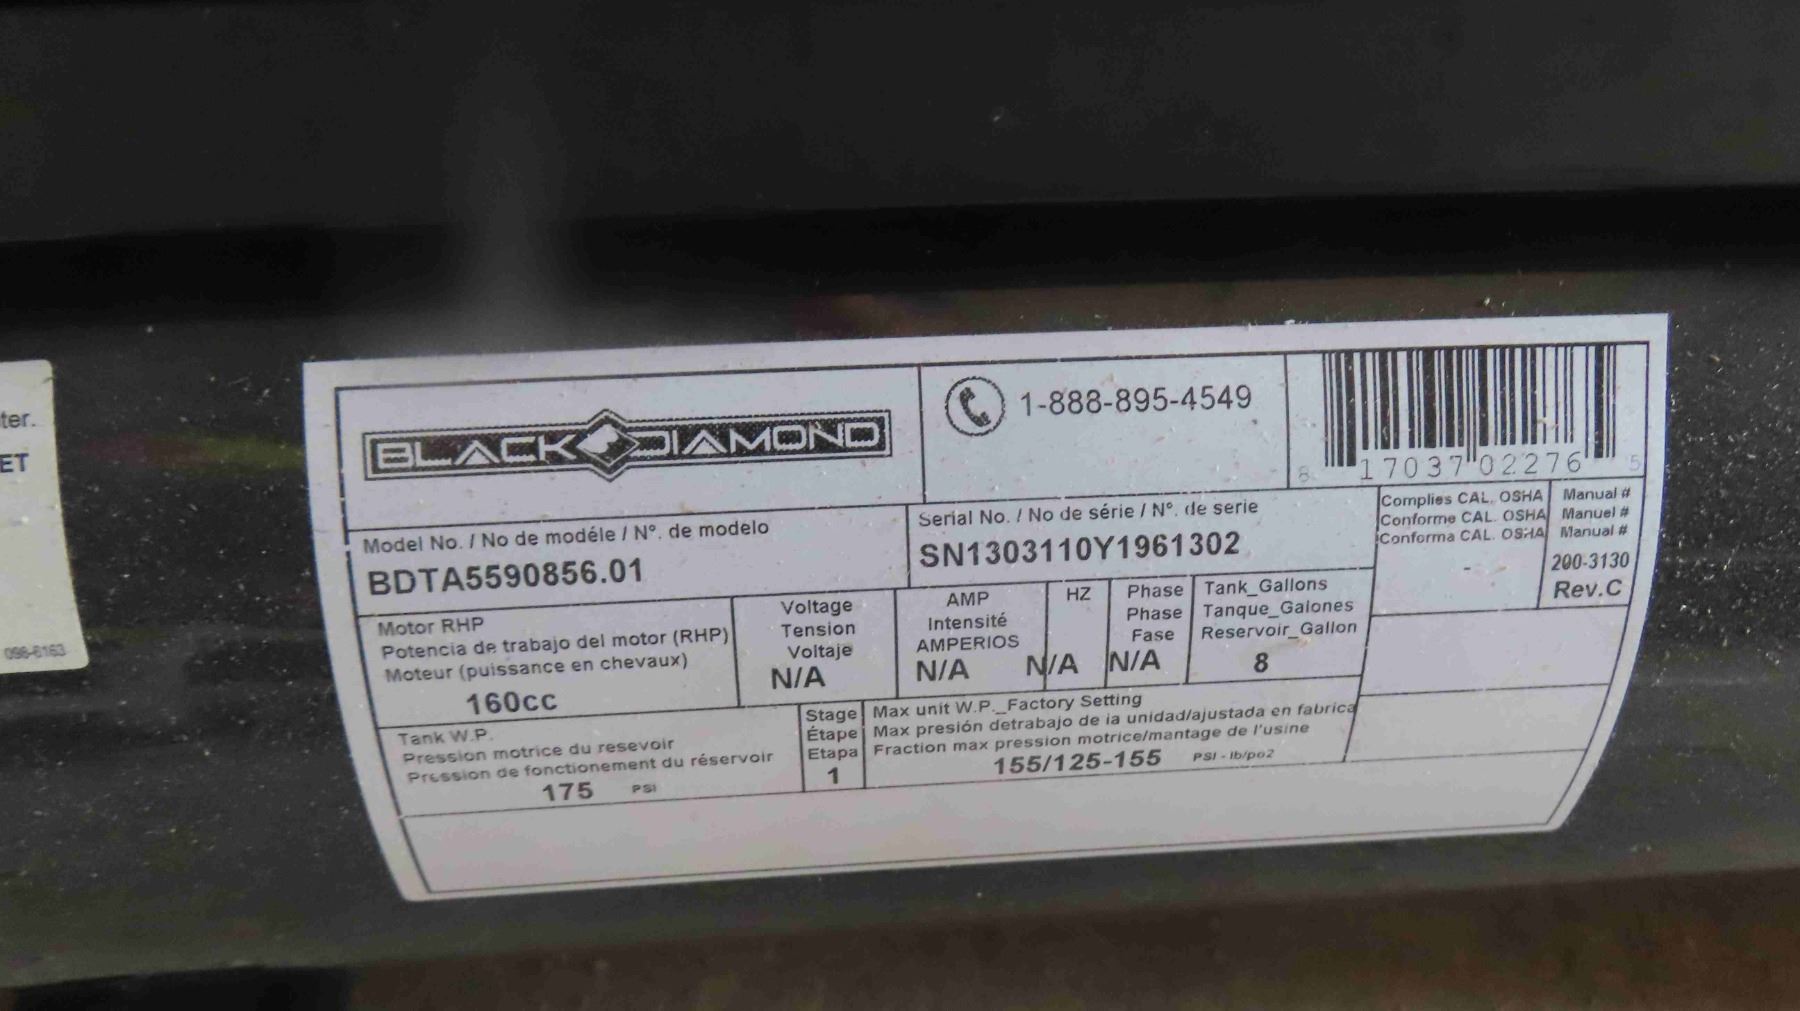 ter.
ET
098-6163
BLACK DIAMOND
1-888-895-4549
8 17037 02276 5
Model No. / No de modéle / N°. de modelo
BDTA5590856.01
Serial No. / No de série / N°. de serie
SN1303110Y1961302
Complies CAL. OSHA
Conforme CAL. OSHA
Conforma CAL. OSHA
-
Manual #
Manuel #
Manual #
200-3130
Rev.C
Motor RHP
Potencia de trabajo del motor (RHP)
Moteur (puissance en chevaux)
160cc
Voltage
Tension
Voltaje
N/A
AMP
Intensité
AMPERIOS
N/A
HZ
N/A
Phase
Phase
Fase
N/A
Tank_Gallons
Tanque_Galones
Reservoir_Gallon
8
Tank W.P.
Pression motrice du resevoir
Pression de fonctionement du réservoir
175 PSI
Stage
Étape
Etapa
1
Max unit W.P._Factory Setting
Max presión detrabajo de ia unidad/ajustada en fabrica
Fraction max pression motrice/mantage de l'usine
155/125-155 PSI - lb/po2